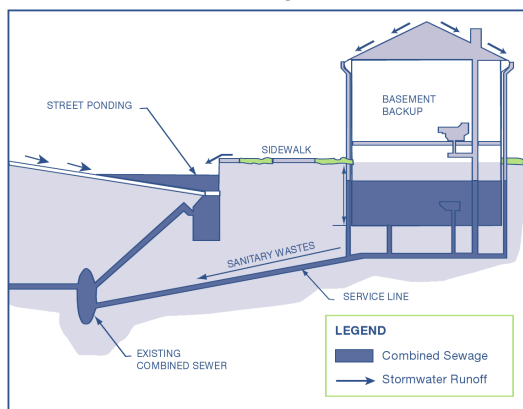 STREET PONDING
SIDEWALK
BASEMENT
BACKUP
SANITARY WASTES
SERVICE LINE
EXISTING
COMBINED SEWER
LEGEND
Combined Sewage
Stormwater Runoff